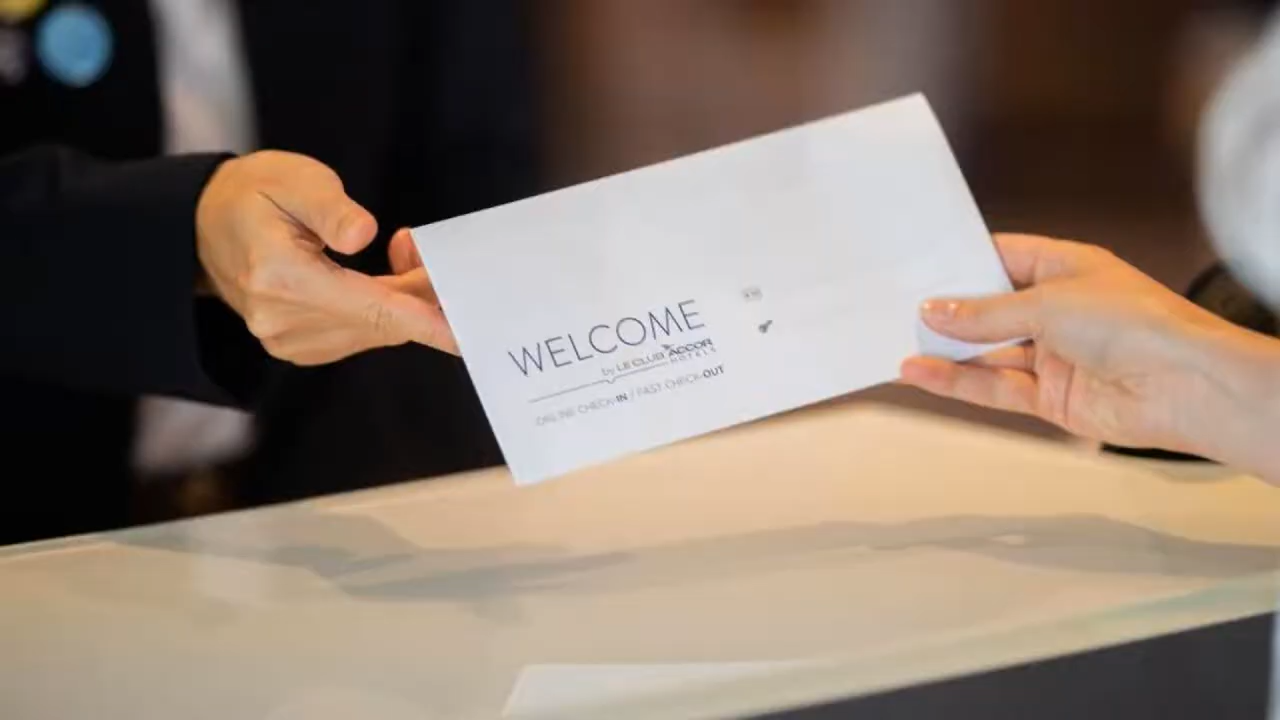 WELCOME
by LE CLUB ACCOR
HOTELS
ONLINE CHECK-IN / FAST CHECK-OUT